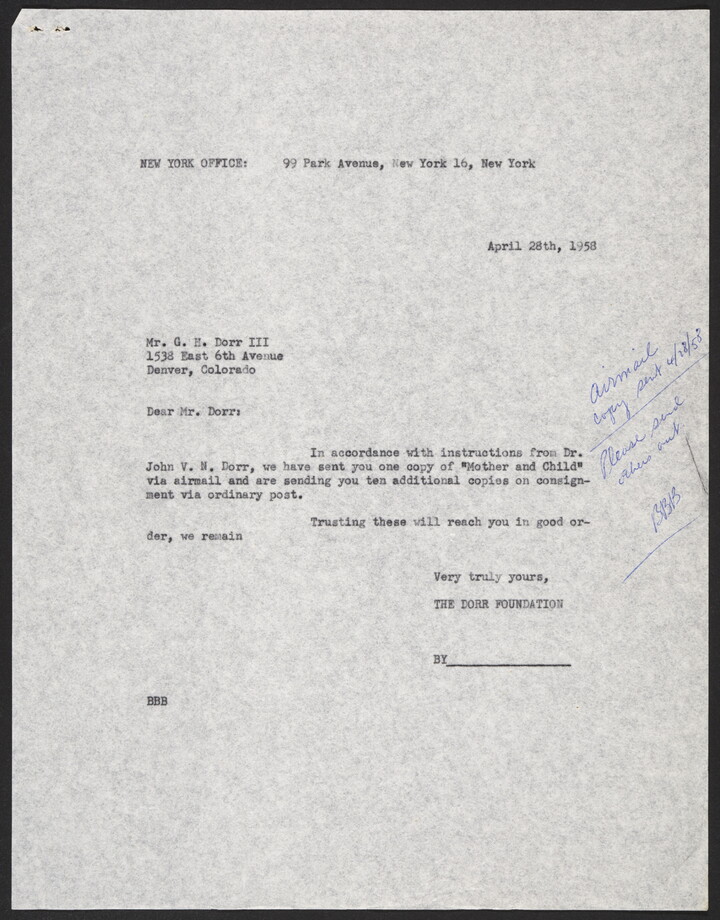 NEW YORK OFFICE: 99 Park Avenue, New York 16, New York
April 28th, 1958
Mr. G. H. Dorr III
1538 East 6th Avenue
Denver, Colorado
Dear Mr. Dorr:
In accordance with instructions from Dr.
John V. N. Dorr, we have sent you one copy of "Mother and Child"
via airmail and are sending you ten additional copies on consign-
ment via ordinary post.
Trusting these will reach you in good or-
der, we remain
Very truly yours,
THE DORR FOUNDATION
BY
BBB
Airmail
copy sent 4/28/58
Please send
others out
BBB